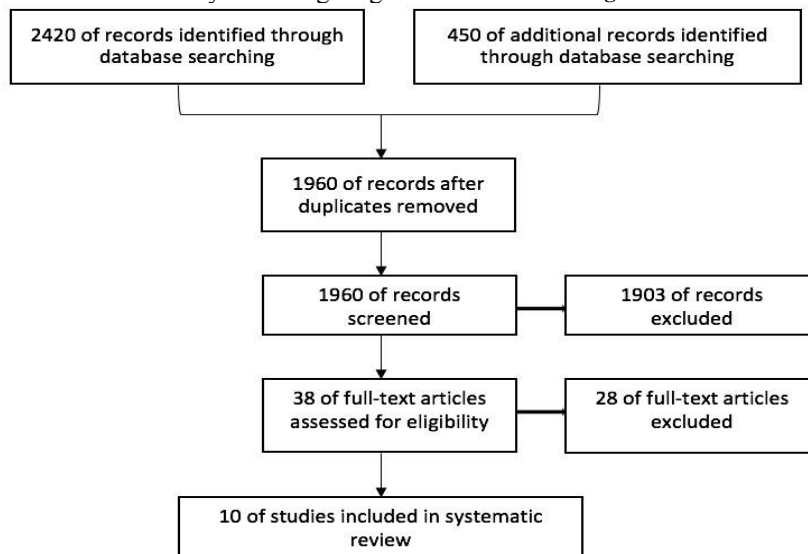 2420 of records identified through
database searching
450 of additional records identified
through database searching
1960 of records after
duplicates removed
1960 of records
screened
1903 of records
excluded
38 of full-text articles
assessed for eligibility
28 of full-text articles
excluded
10 of studies included in systematic
review